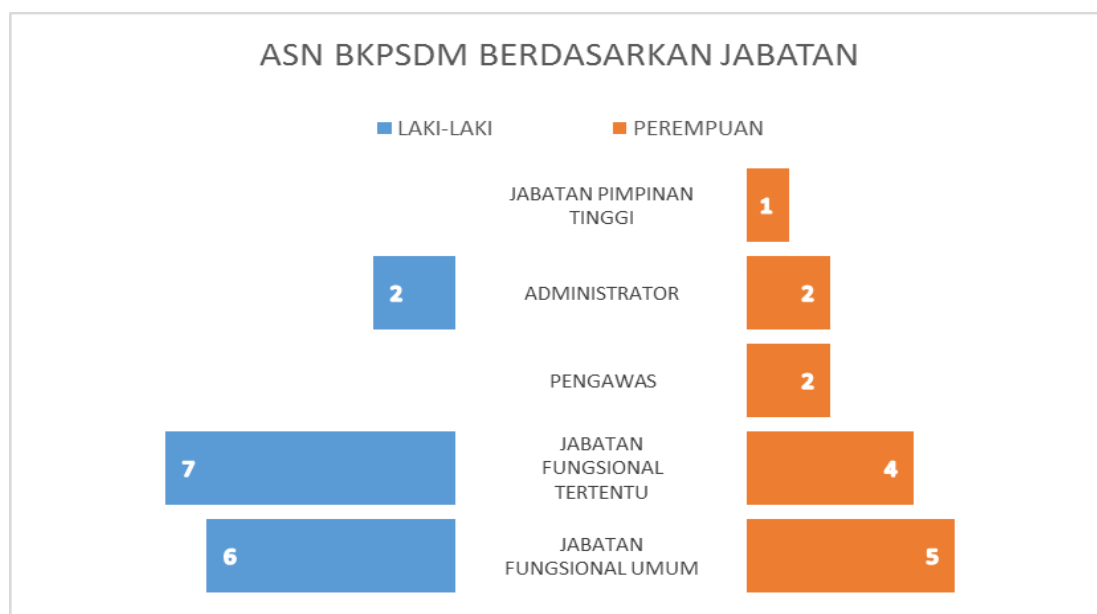 ASN BKPSDM BERDASARKAN JABATAN
LAKI-LAKI PEREMPUAN
JABATAN PIMPINAN
TINGGI
1
2
ADMINISTRATOR
2
PENGAWAS
2
7
JABATAN
FUNGSIONAL
TERTENTU
4
6
JABATAN
FUNGSIONAL UMUM
5